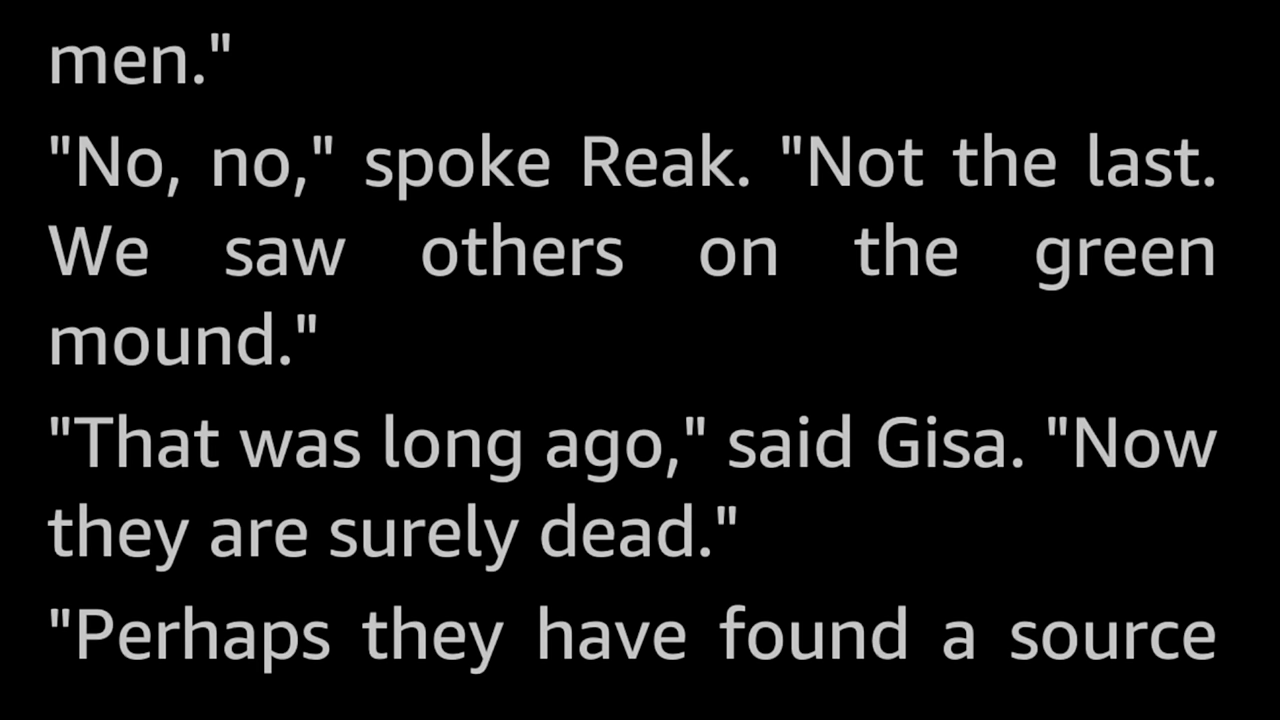 men."
"No, no," spoke Reak. "Not the last.
We saw others on the green
mound."
"That was long ago," said Gisa. "Now
they are surely dead."
"Perhaps they have found a source